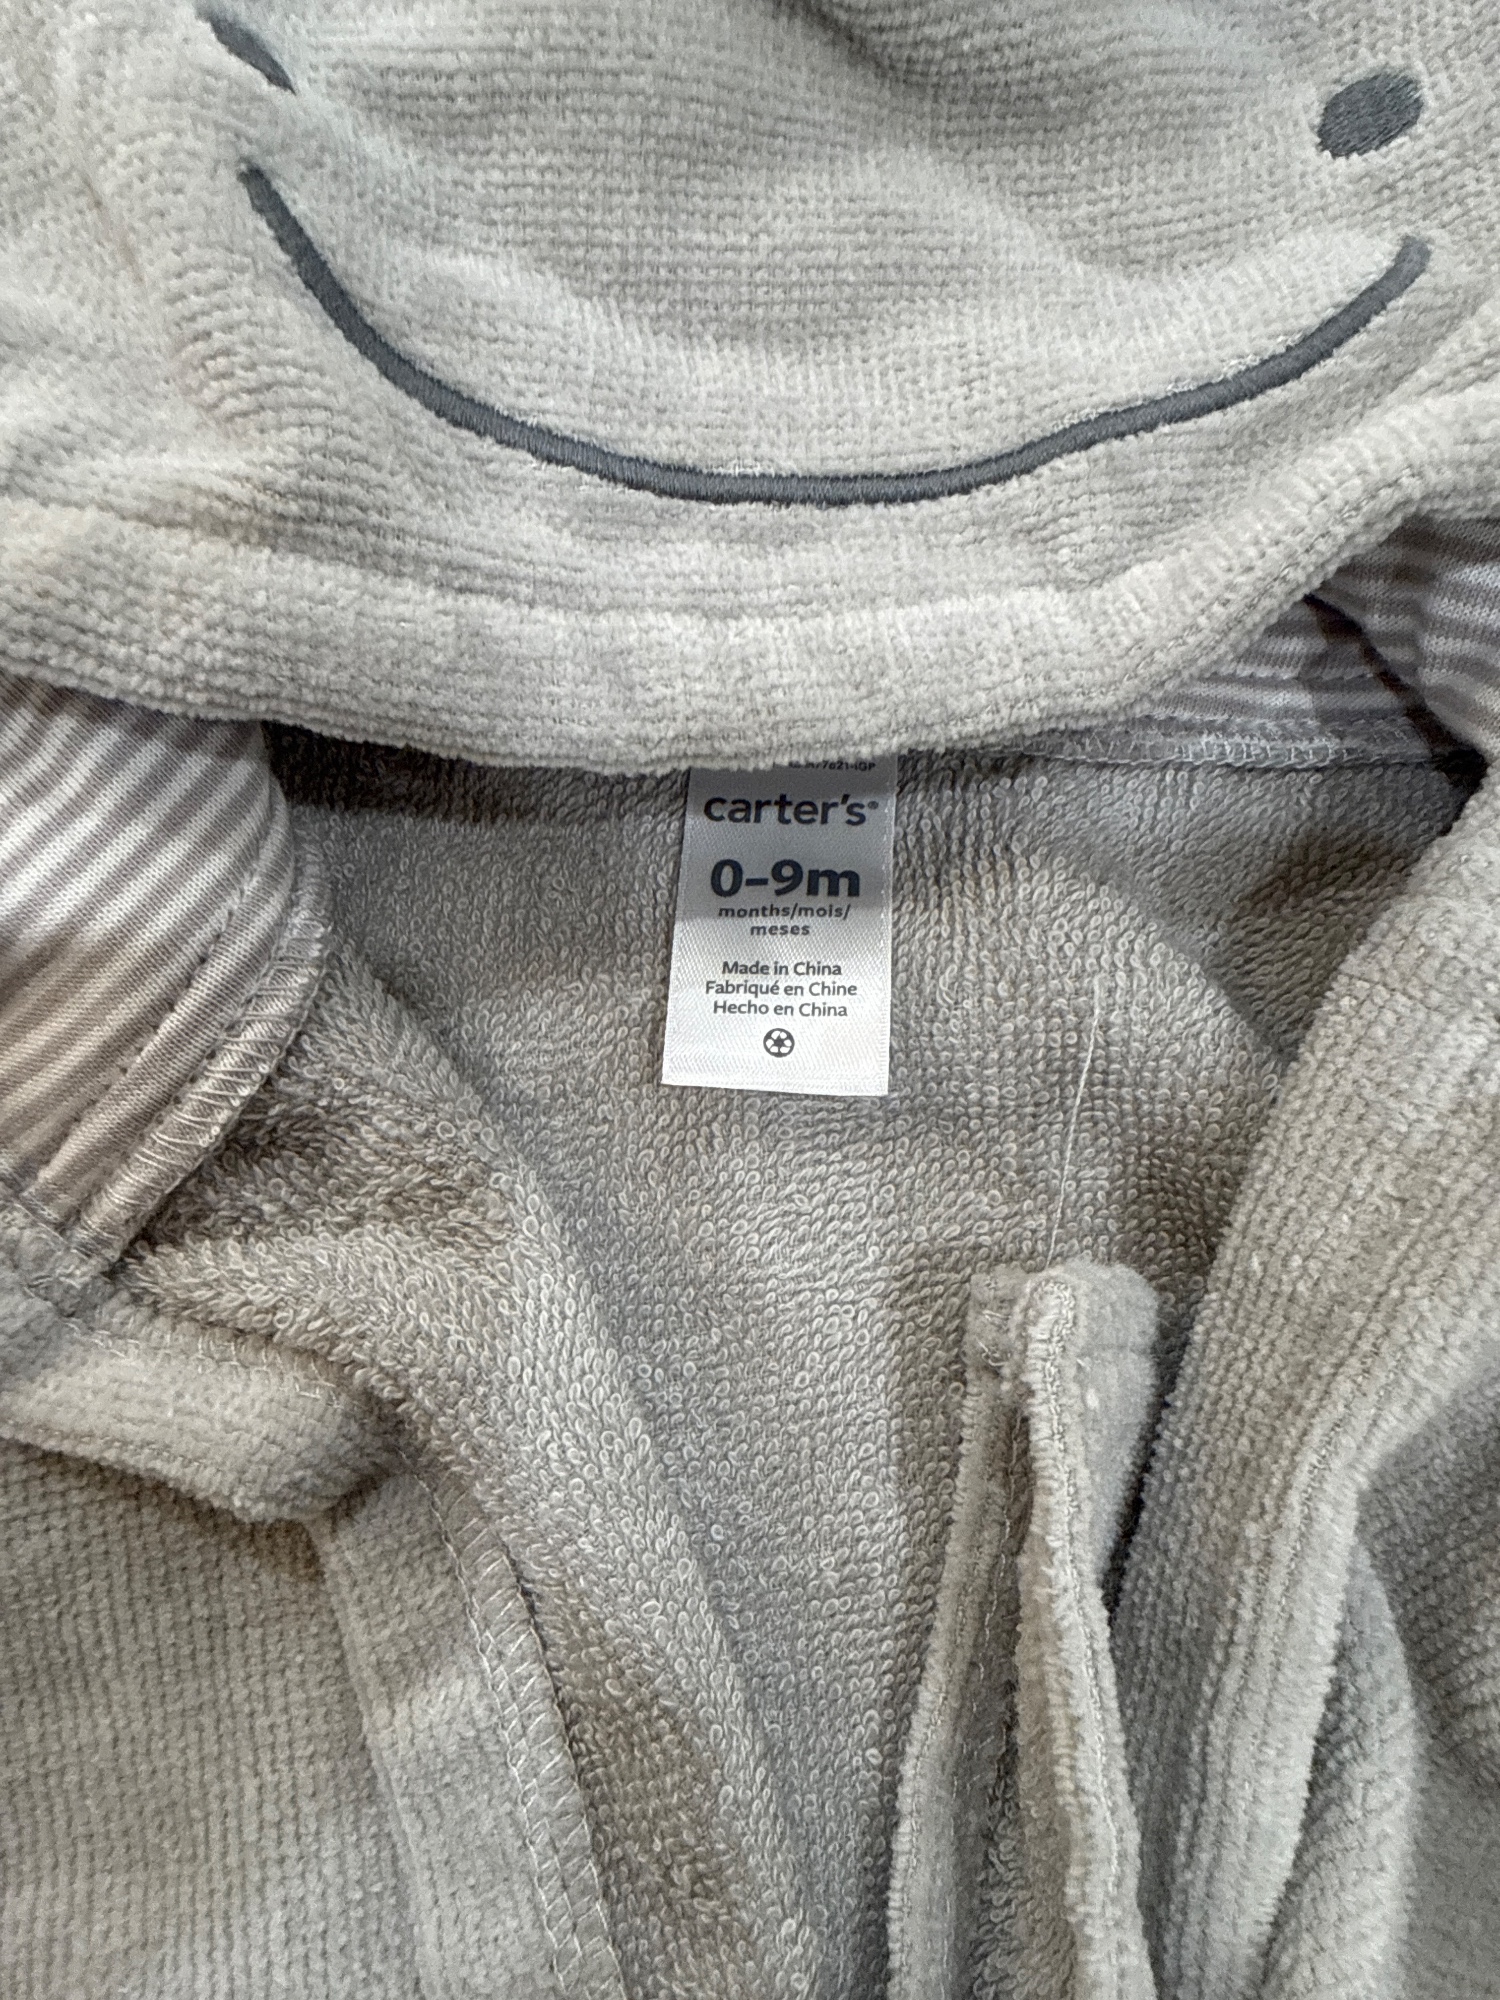 carter's®
0–9m
months/mois/
meses
Made in China
Fabriqué en Chine
Hecho en China